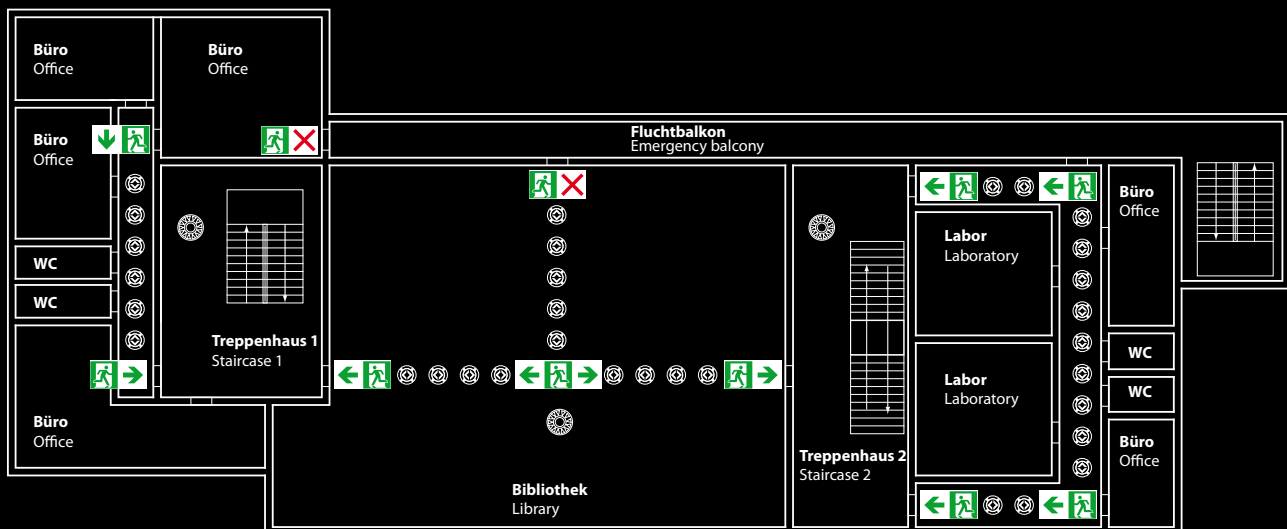 Büro
Office
Büro
Office
Büro
Office
Fluchtbalkon
Emergency balcony
Büro
Office
Labor
Laboratory
WC
WC
Treppenhaus 1
Staircase 1
WC
Labor
Laboratory
WC
Büro
Office
Treppenhaus 2
Staircase 2
Büro
Office
Bibliothek
Library